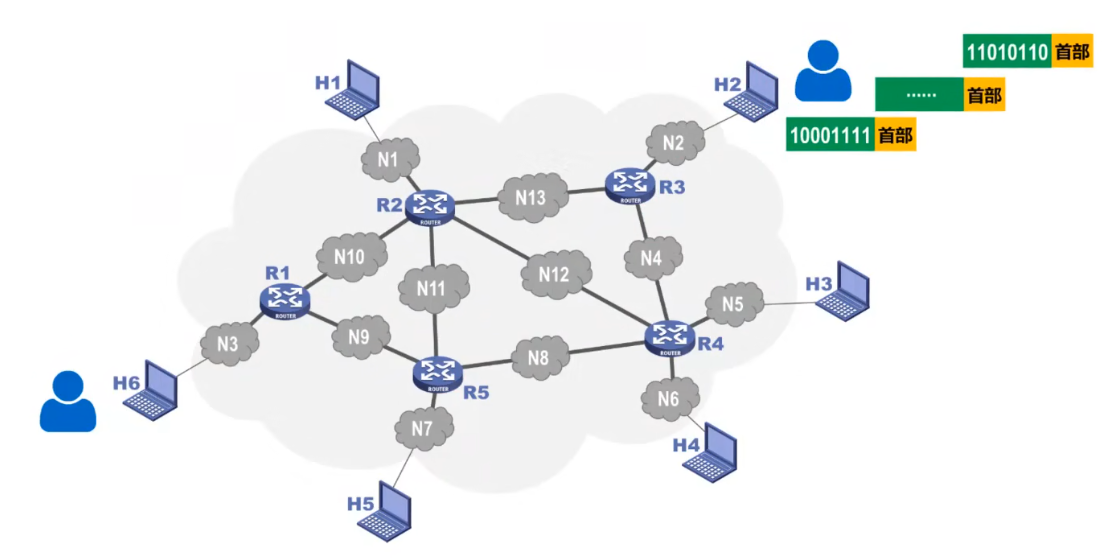 11010110 首部
H1
H2
…… 首部
10001111 首部
N1
N2
R2
N13
R3
ROUTER
ROUTER
N10
N12
N4
R1
N11
H3
ROUTER
N5
N9
N3
R4
ROUTER
N8
H6
ROUTER
R5
N6
N7
H4
H5